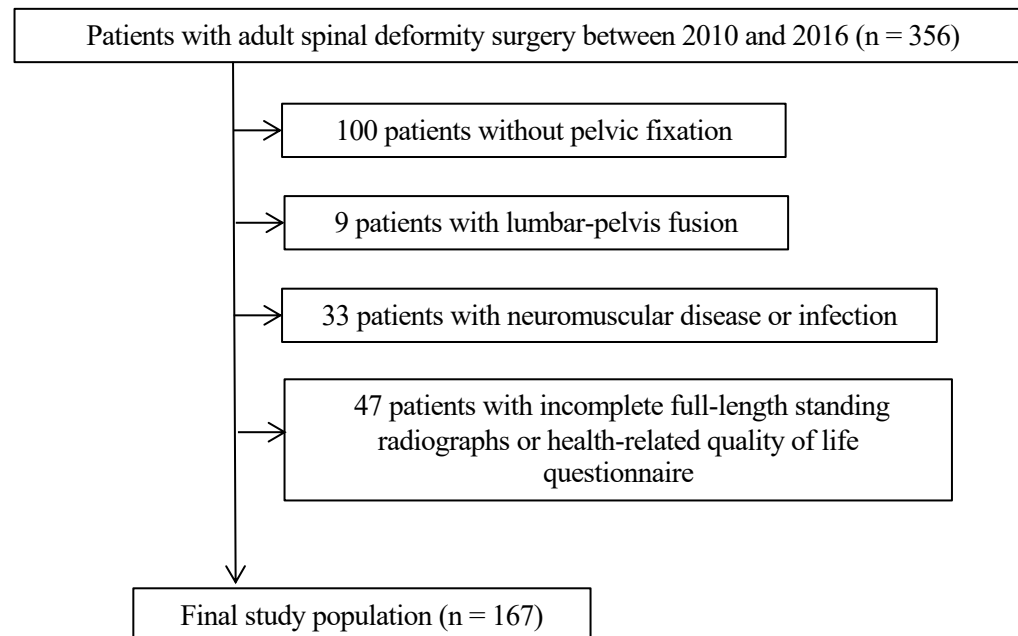 Patients with adult spinal deformity surgery between 2010 and 2016 (n = 356)
100 patients without pelvic fixation
9 patients with lumbar-pelvis fusion
33 patients with neuromuscular disease or infection
47 patients with incomplete full-length standing
radiographs or health-related quality of life
questionnaire
Final study population (n = 167)